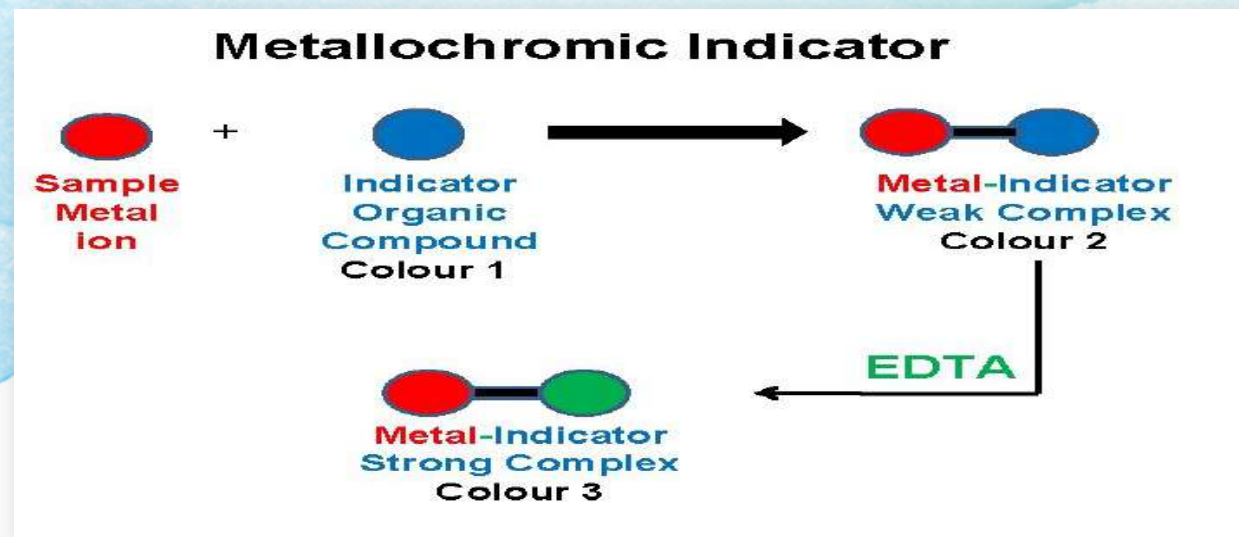 Metallochromic Indicator
+
Sample
Metal
ion
Indicator
Organic
Compound
Colour 1
Metal-Indicator
Weak Complex
Colour 2
EDTA
Metal-Indicator
Strong Complex
Colour 3